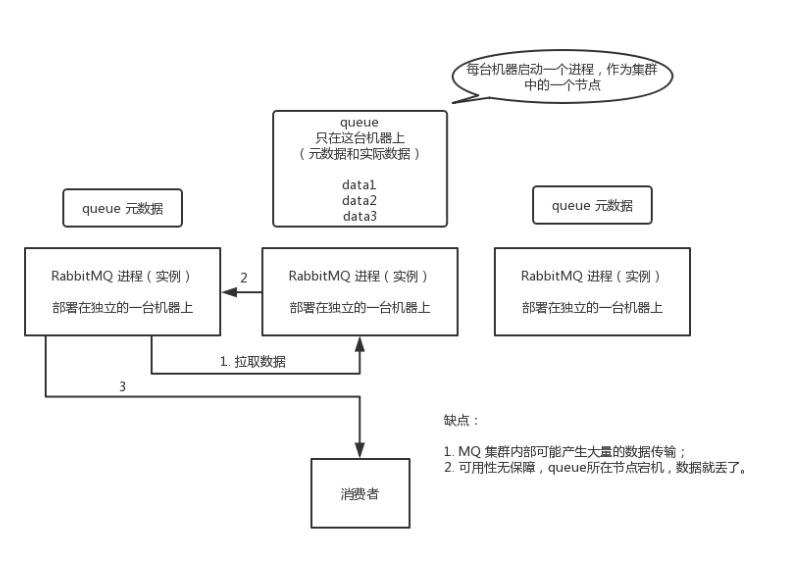 每台机器启动一个进程，作为集群
中的一个节点
queue
只在这台机器上
（元数据和实际数据）
data1
data2
data3
queue 元数据
queue 元数据
RabbitMQ 进程（实例）
部署在独立的一台机器上
2
RabbitMQ 进程（实例）
部署在独立的一台机器上
RabbitMQ 进程（实例）
部署在独立的一台机器上
1. 拉取数据
3
消费者
缺点：
1. MQ 集群内部可能产生大量的数据传输；
2. 可用性无保障，queue所在节点宕机，数据就丢了。